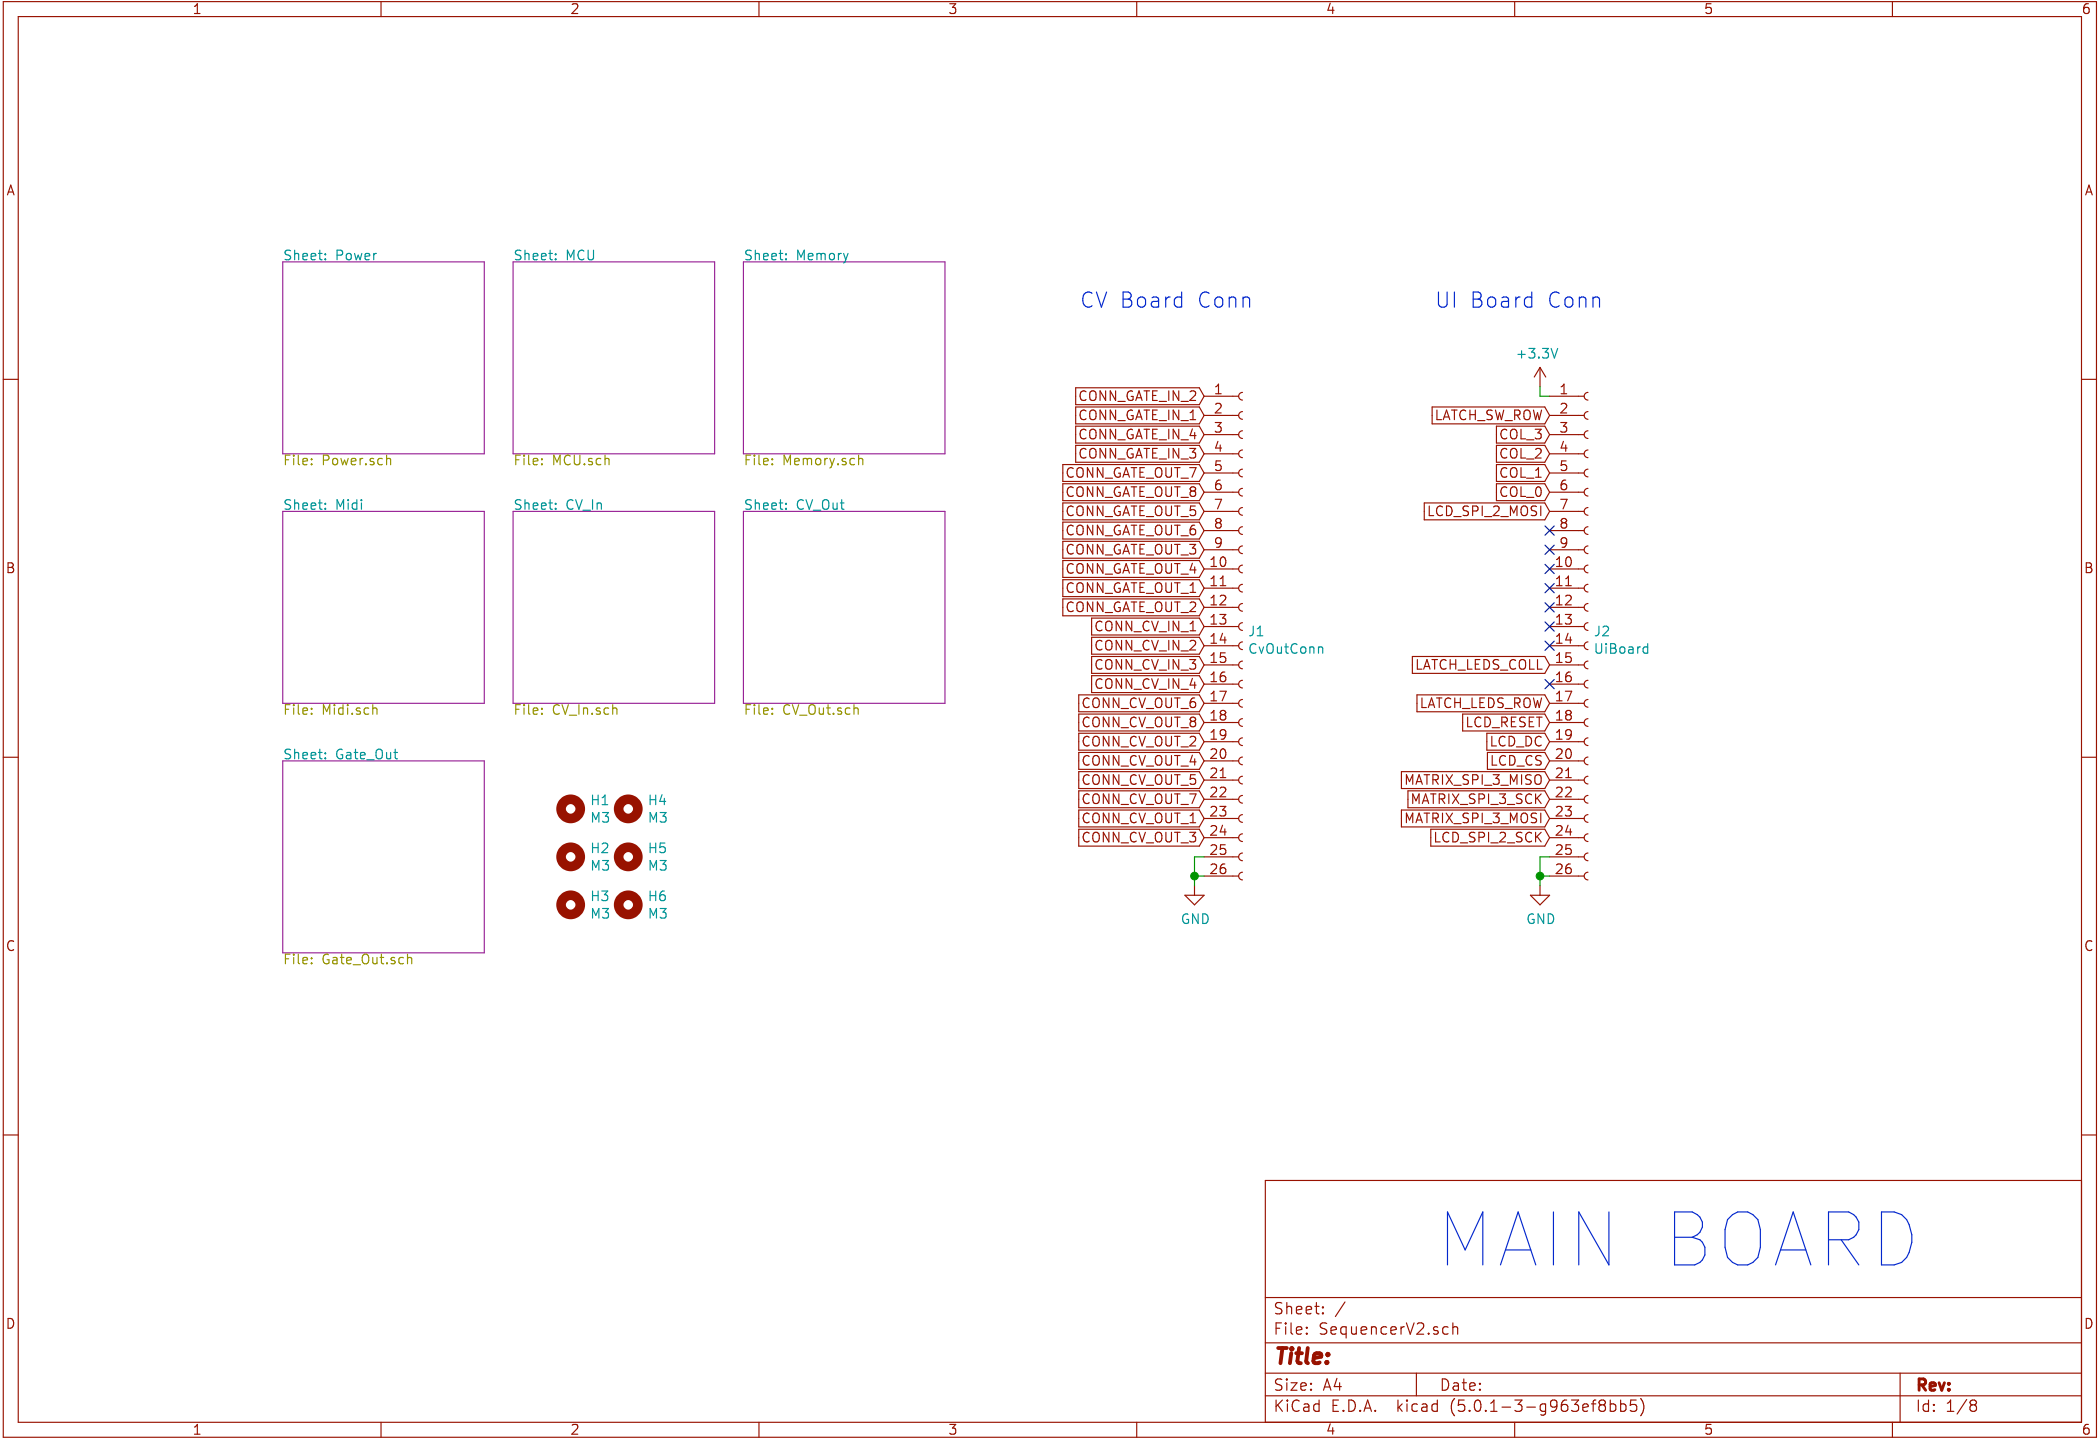 1 2 3 4 5 6
A A
Sheet: Power Sheet: MCU Sheet: Memory
File: Power.sch File: MCU.sch File: Memory.sch
Sheet: Midi Sheet: CV_In Sheet: CV_Out
File: Midi.sch File: CV_In.sch File: CV_Out.sch
Sheet: Gate_Out
File: Gate_Out.sch
H1 H4
M3 M3
H2 H5
M3 M3
H3 H6
M3 M3
CV Board Conn
CONN_GATE_IN_2 1
CONN_GATE_IN_1 2
CONN_GATE_IN_4 3
CONN_GATE_IN_3 4
CONN_GATE_OUT_7 5
CONN_GATE_OUT_8 6
CONN_GATE_OUT_5 7
CONN_GATE_OUT_6 8
CONN_GATE_OUT_3 9
CONN_GATE_OUT_4 10
CONN_GATE_OUT_1 11
CONN_GATE_OUT_2 12
CONN_CV_IN_1 13
CONN_CV_IN_2 14
CONN_CV_IN_3 15
CONN_CV_IN_4 16
CONN_CV_OUT_6 17
CONN_CV_OUT_8 18
CONN_CV_OUT_2 19
CONN_CV_OUT_4 20
CONN_CV_OUT_5 21
CONN_CV_OUT_7 22
CONN_CV_OUT_1 23
CONN_CV_OUT_3 24
25
26
GND
J1
CvOutConn
UI Board Conn
+3.3V
1
LATCH_SW_ROW 2
COL_3 3
COL_2 4
COL_1 5
COL_0 6
LCD_SPI_2_MOSI 7
8
9
10
11
12
13
14
LATCH_LEDS_COLL 15
16
LATCH_LEDS_ROW 17
LCD_RESET 18
LCD_DC 19
LCD_CS 20
MATRIX_SPI_3_MISO 21
MATRIX_SPI_3_SCK 22
MATRIX_SPI_3_MOSI 23
LCD_SPI_2_SCK 24
25
26
GND
J2
UiBoard
B B
C C
D D
MAIN BOARD
Sheet: /
File: SequencerV2.sch
Title:
Size: A4 Date: Rev:
KiCad E.D.A. kicad (5.0.1-3-g963ef8bb5) Id: 1/8
1 2 3 4 5 6